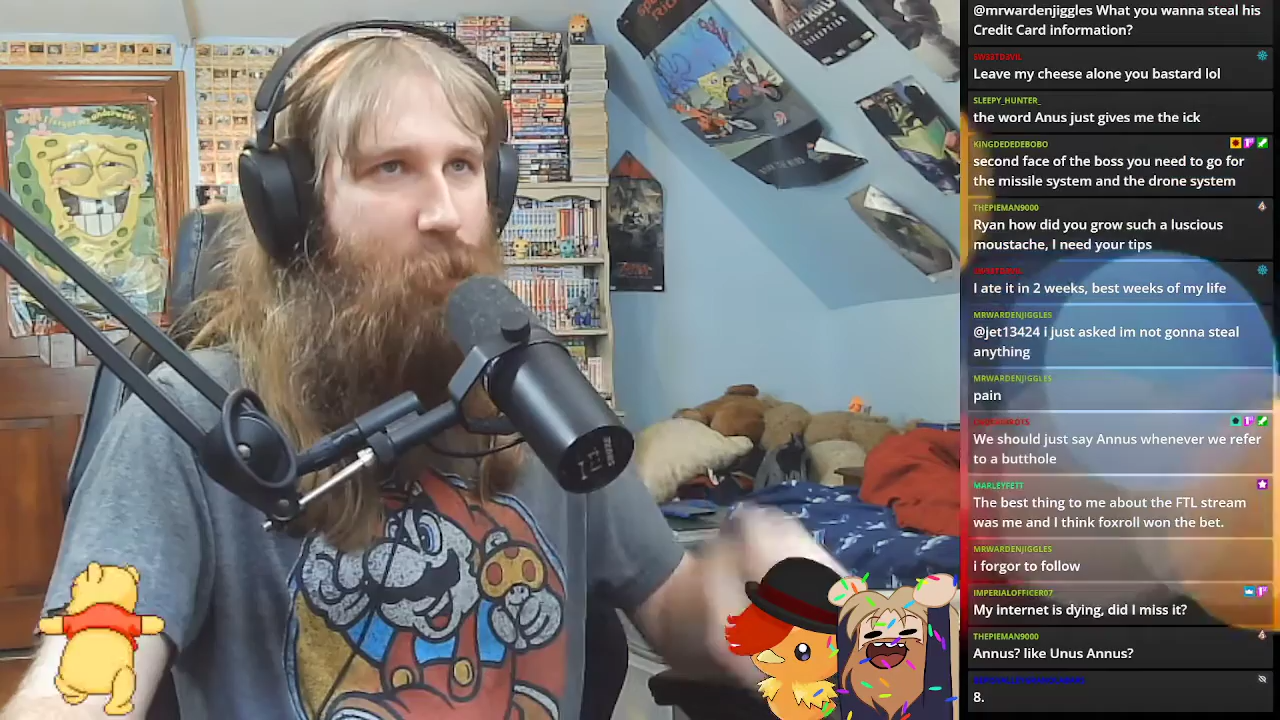 @mrwardenjiggles What you wanna steal his
Credit Card information?
SW33TD3VIL
Leave my cheese alone you bastard lol
SLEEPY_HUNTER_
the word Anus just gives me the ick
KINGDEDEDEBOBO
second face of the boss you need to go for
the missile system and the drone system
THEPIEMAN9000
Ryan how did you grow such a luscious
moustache, I need your tips
SW33TD3VIL
I ate it in 2 weeks, best weeks of my life
MRWARDENJIGGLES
@jet13424 i just asked im not gonna steal
anything
MRWARDENJIGGLES
pain
We should just say Annus whenever we refer
to a butthole
MARLEYFETT
The best thing to me about the FTL stream
was me and I think foxroll won the bet.
MRWARDENJIGGLES
i forgor to follow
IMPERIALOFFICER07
My internet is dying, did I miss it?
THEPIEMAN9000
Annus? like Unus Annus?
8.